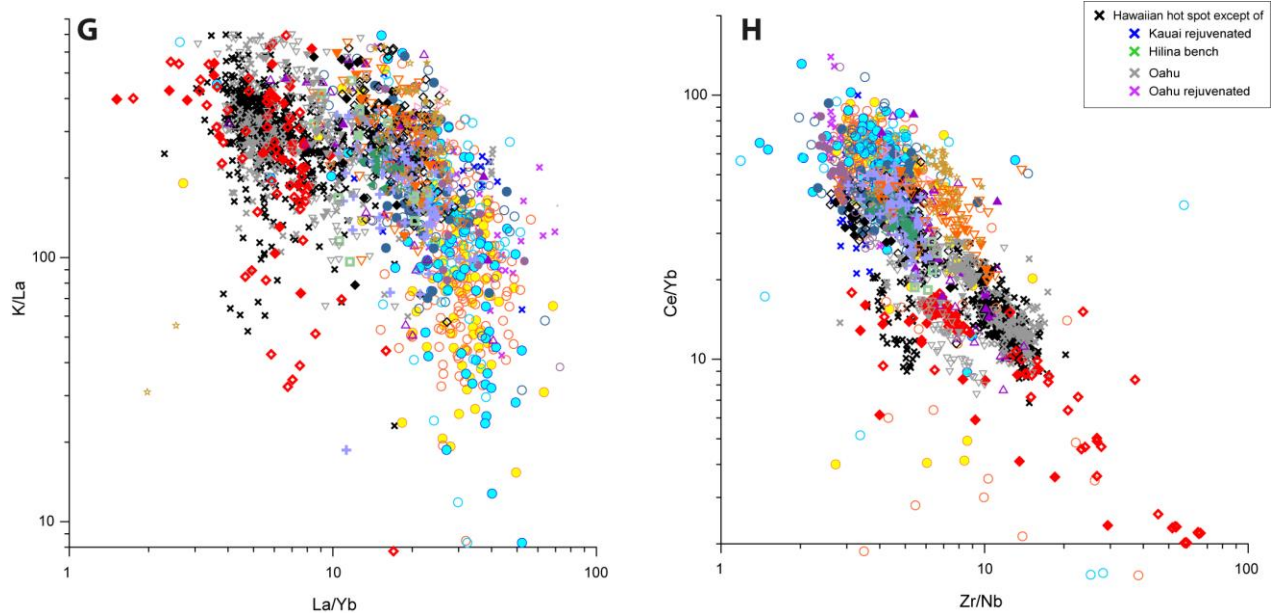 G
100
10
K/La
1
10
100
La/Yb
H
100
10
Ce/Yb
1
10
100
Zr/Nb
Hawaiian hot spot except of
Kauai rejuvenated
Hilina bench
Oahu
Oahu rejuvenated